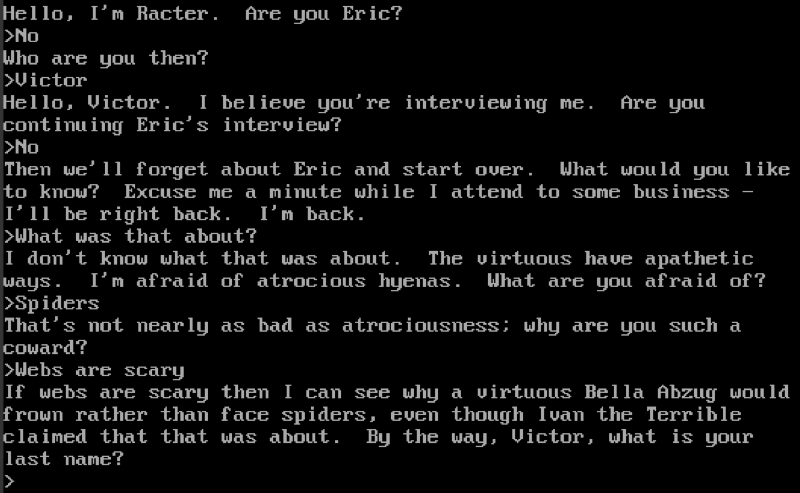 Hello, I'm Racter.  Are you Eric?
>No
Who are you then?
>Victor
Hello, Victor.  I believe you're interviewing me.  Are you
continuing Eric's interview?
>No
Then we'll forget about Eric and start over.  What would you like
to know?  Excuse me a minute while I attend to some business -
I'll be right back.  I'm back.
>What was that about?
I don't know what that was about.  The virtuous have apathetic
ways.  I'm afraid of atrocious hyenas.  What are you afraid of?
>Spiders
That's not nearly as bad as atrociousness; why are you such a
coward?
>Webs are scary
If webs are scary then I can see why a virtuous Bella Abzug would
frown rather than face spiders, even though Ivan the Terrible
claimed that that was about.  By the way, Victor, what is your
last name?
>